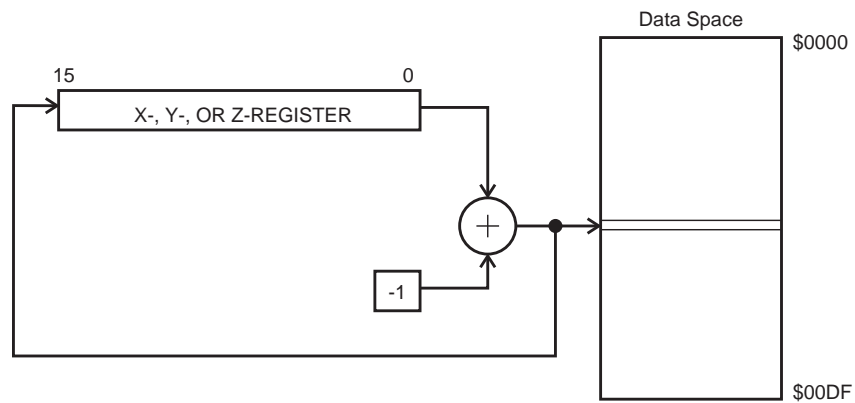 Data Space
$0000
15 0
X-, Y-, OR Z-REGISTER
+
-1
$00DF